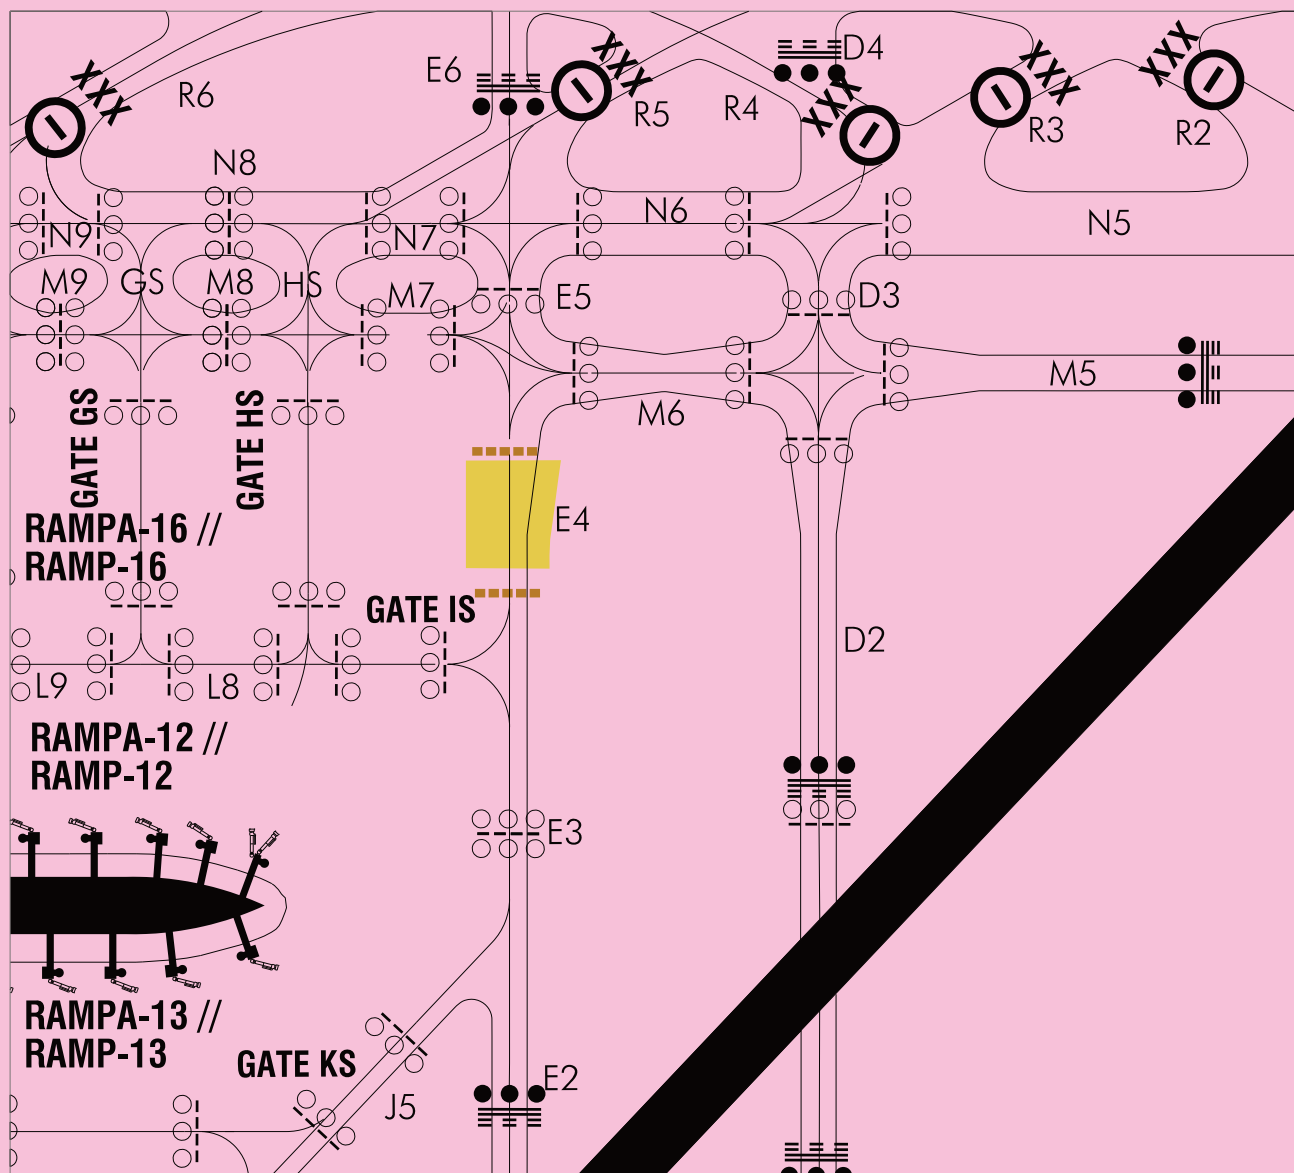 E6
D4
R6
R5
R4
R3
R2
N8
N9
N7
N6
N5
M9
GS
M8
HS
M7
E5
D3
M6
M5
GATE GS
GATE HS
RAMPA-16 //
RAMP-16
E4
GATE IS
D2
L9
L8
RAMPA-12 //
RAMP-12
E3
RAMPA-13 //
RAMP-13
GATE KS
E2
J5
XXX
XXX
XXX
XXX
XXX